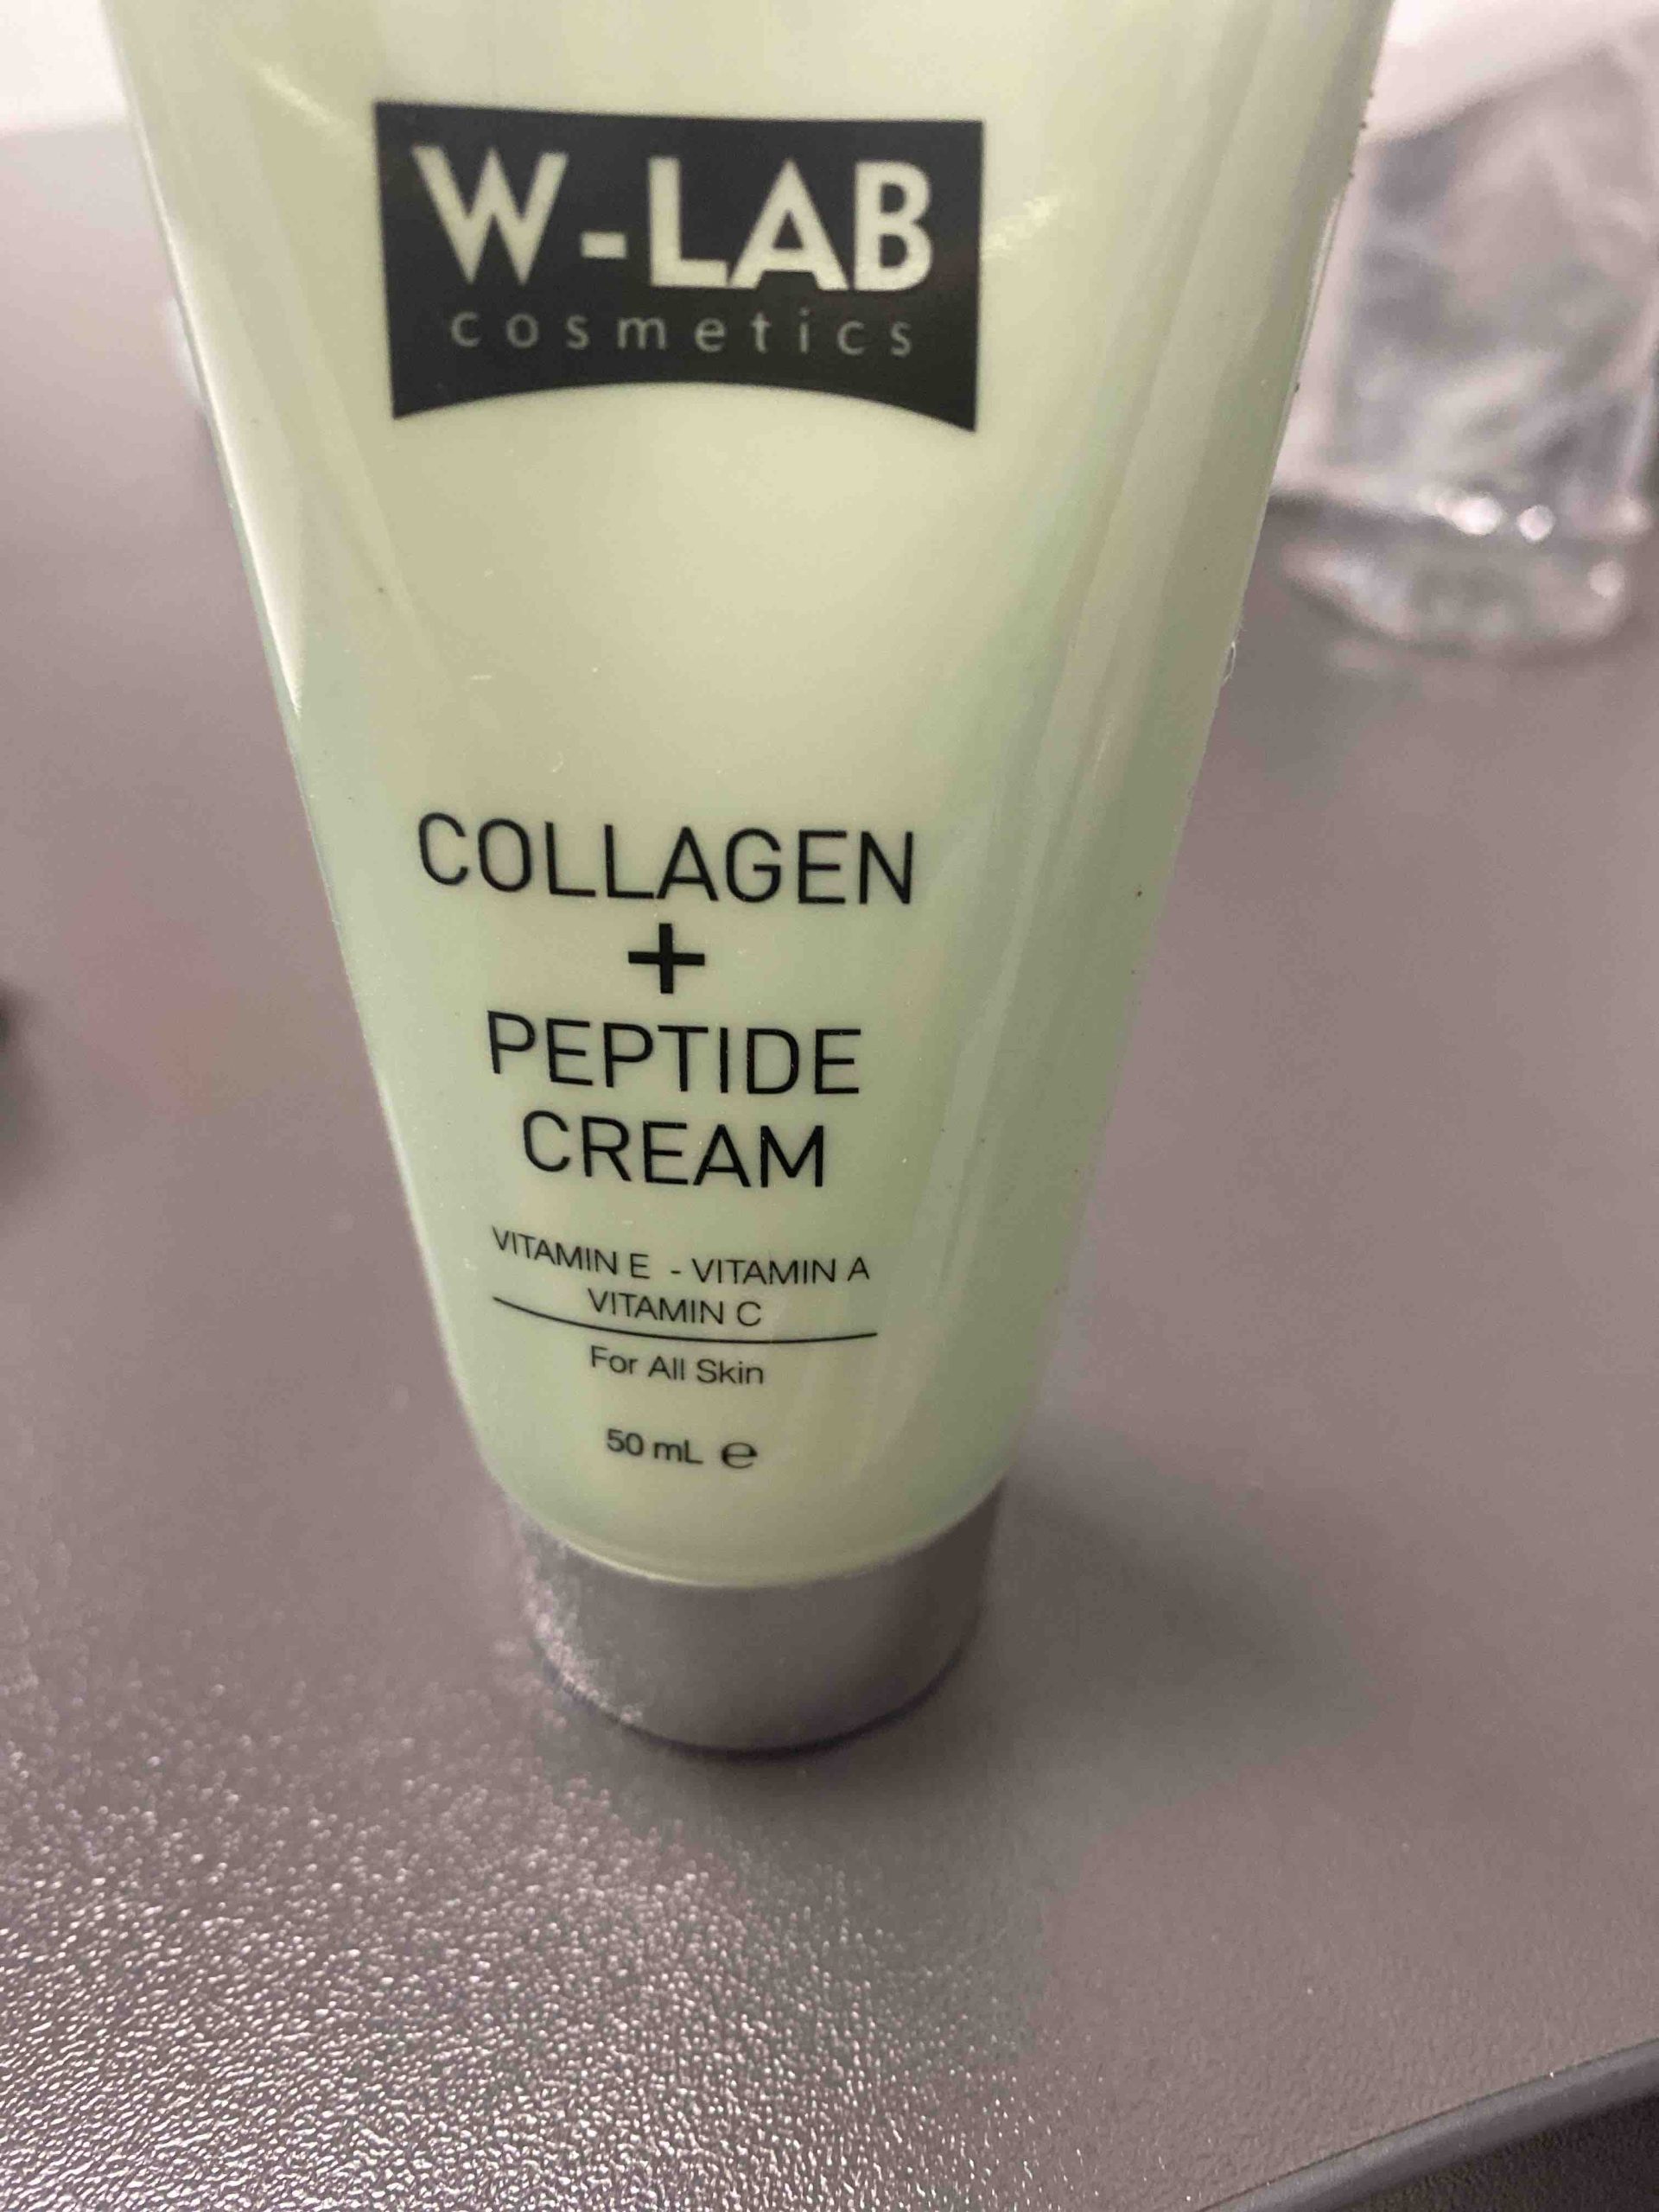 W-LAB
cosmetics
COLLAGEN
+
PEPTIDE
CREAM
VITAMIN E - VITAMIN A
VITAMIN C
For All Skin
50 mL ℮